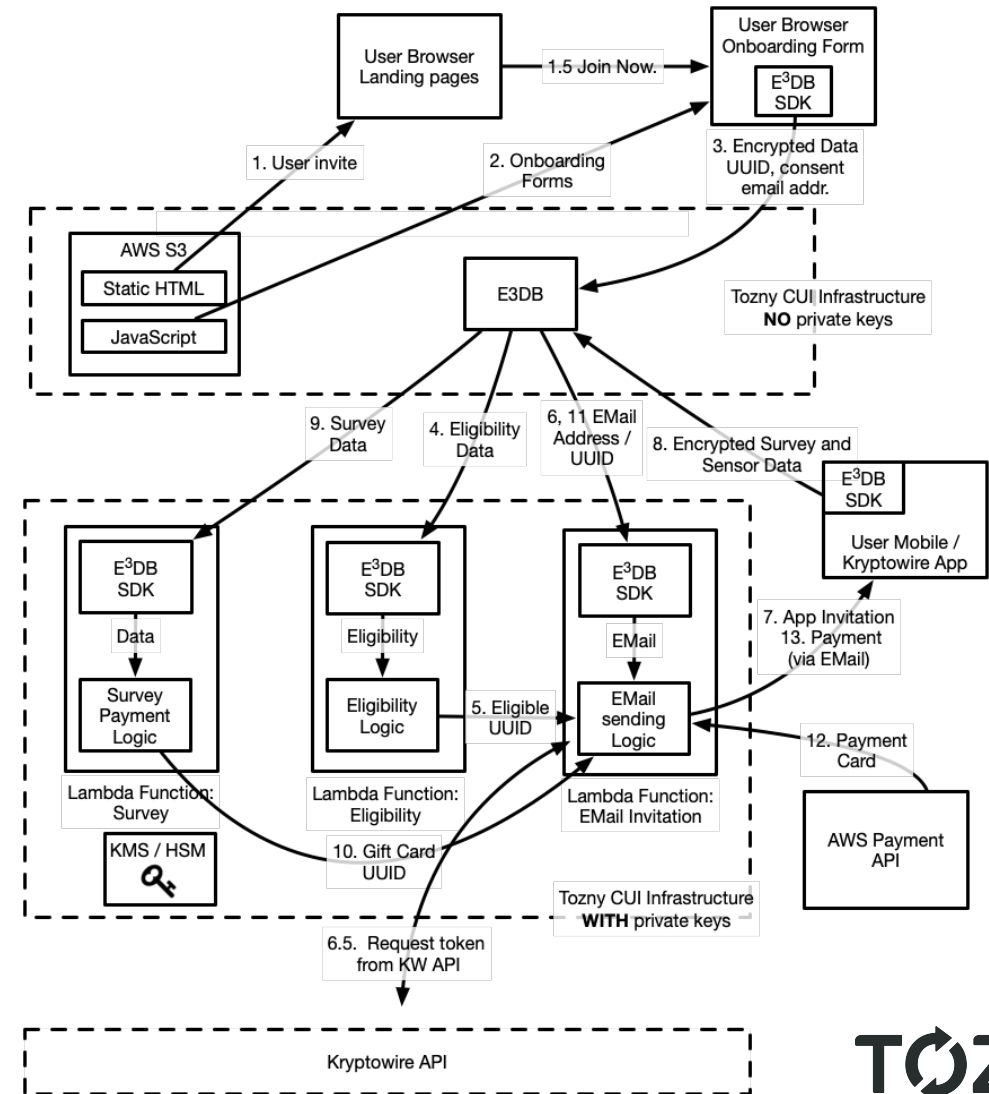 User Browser
Landing pages
1.5 Join Now.
User Browser
Onboarding Form
E³DB
SDK
1. User invite
2. Onboarding
Forms
3. Encrypted Data
UUID, consent
email addr.
AWS S3
Static HTML
JavaScript
E3DB
Tozny CUI Infrastructure
NO private keys
9. Survey
Data
4. Eligibility
Data
6, 11 EMail
Address /
UUID
8. Encrypted Survey and
Sensor Data
E³DB
SDK
User Mobile /
Kryptowire App
E³DB
SDK
Data
Survey
Payment
Logic
Lambda Function:
Survey
E³DB
SDK
Eligibility
Eligibility
Logic
Lambda Function:
Eligibility
5. Eligible
UUID
E³DB
SDK
EMail
EMail
sending
Logic
Lambda Function:
EMail Invitation
7. App Invitation
13. Payment
(via EMail)
12. Payment
Card
AWS Payment
API
KMS / HSM
10. Gift Card
UUID
Tozny CUI Infrastructure
WITH private keys
6.5. Request token
from KW API
Kryptowire API
TOZ